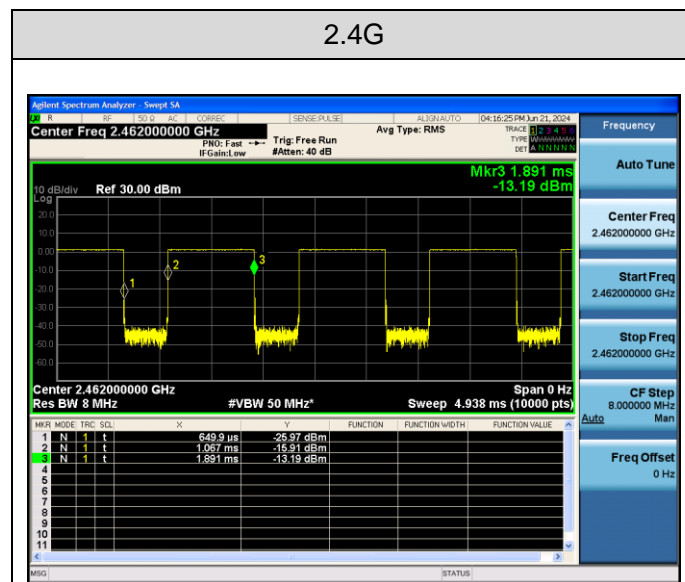 2.4G
Agilent Spectrum Analyzer - Swept SA
R RF 50 Ω AC CORREC SENSE:PULSE ALIGN AUTO 04:16:25 PM Jun 21, 2024
Center Freq 2.462000000 GHz
PNO: Fast
IFGain:Low
Trig: Free Run
#Atten: 40 dB
Avg Type: RMS
TRACE 1 2 3 4 5 6
TYPE
DET A N N N N N
Mkr3 1.891 ms
-13.19 dBm
10 dB/div Ref 30.00 dBm
Log
20.0
10.0
0.00
-10.0
-20.0
-30.0
-40.0
-50.0
-60.0
1
2
3
Center 2.462000000 GHz Span 0 Hz
Res BW 8 MHz #VBW 50 MHz* Sweep 4.938 ms (10000 pts)
MKR MODE TRC SCL X Y FUNCTION FUNCTION WIDTH FUNCTION VALUE
1 N 1 t 649.9 µs -25.97 dBm
2 N 1 t 1.067 ms -15.91 dBm
3 N 1 t 1.891 ms -13.19 dBm
4
5
6
7
8
9
10
11
MSG STATUS
Frequency
Auto Tune
Center Freq
2.462000000 GHz
Start Freq
2.462000000 GHz
Stop Freq
2.462000000 GHz
CF Step
8.000000 MHz
Auto Man
Freq Offset
0 Hz